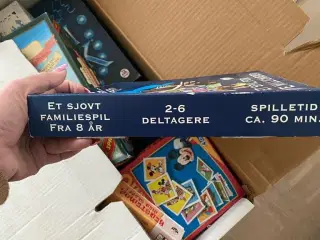 ET SJOVT
FAMILIESPIL
FRA 8 ÅR
2-6
DELTAGERE
SPILLETID
CA. 90 MIN.